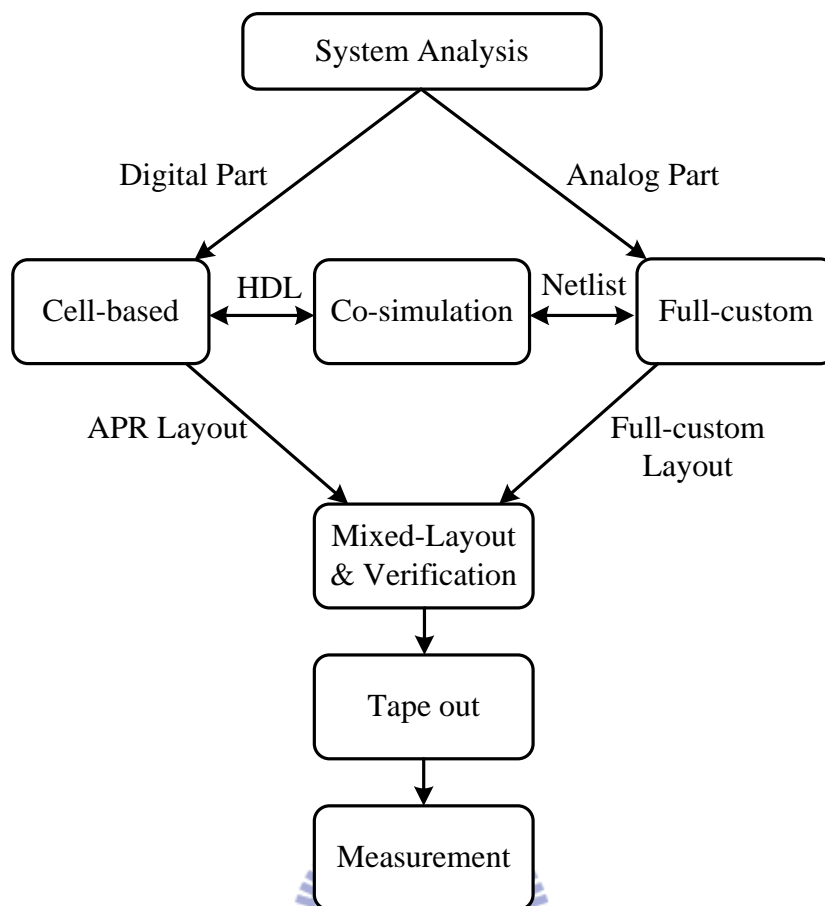 System Analysis
Digital Part
Analog Part
Cell-based
HDL
Co-simulation
Netlist
Full-custom
APR Layout
Full-custom
Layout
Mixed-Layout
& Verification
Tape out
Measurement